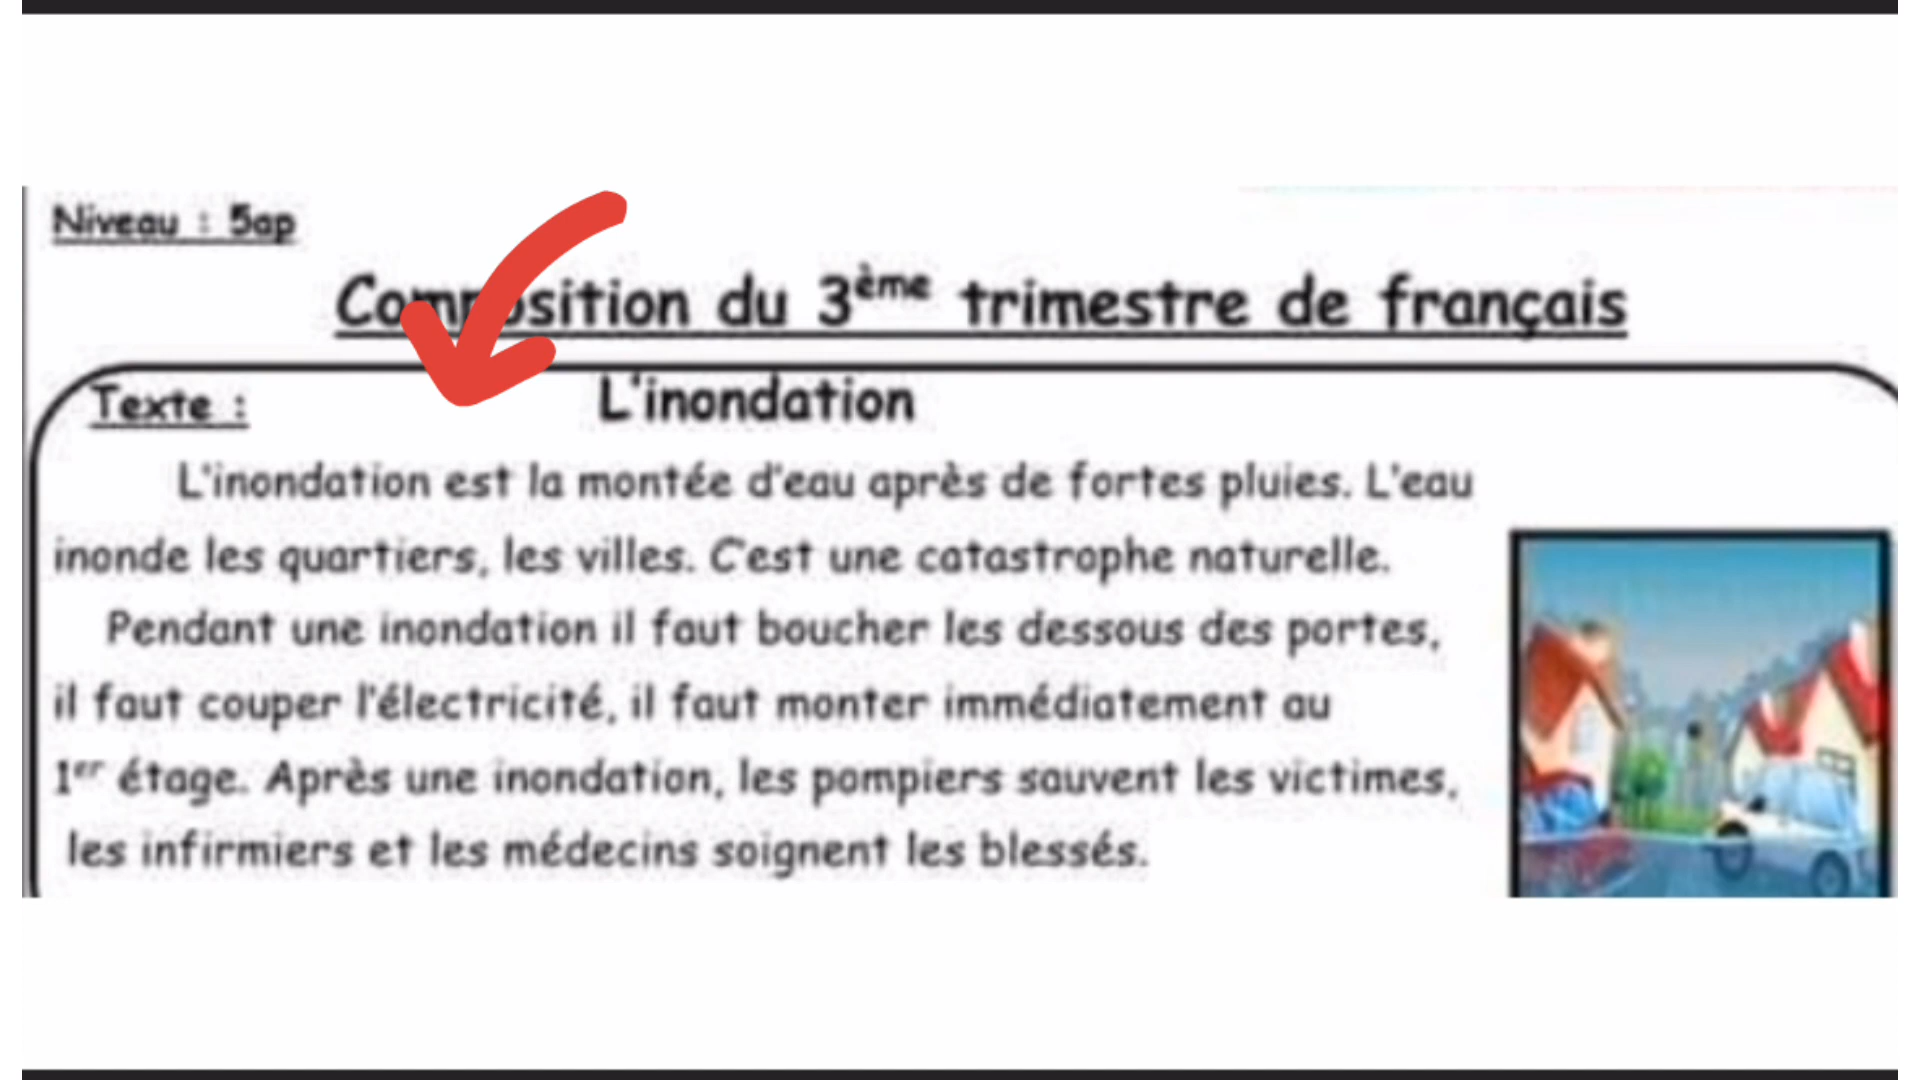 Niveau : 5ap
Composition du 3ème trimestre de français
Texte : L'inondation
L'inondation est la montée d'eau après de fortes pluies. L'eau
inonde les quartiers, les villes. C'est une catastrophe naturelle.
Pendant une inondation il faut boucher les dessous des portes,
il faut couper l'électricité, il faut monter immédiatement au
1er étage. Après une inondation, les pompiers sauvent les victimes,
les infirmiers et les médecins soignent les blessés.